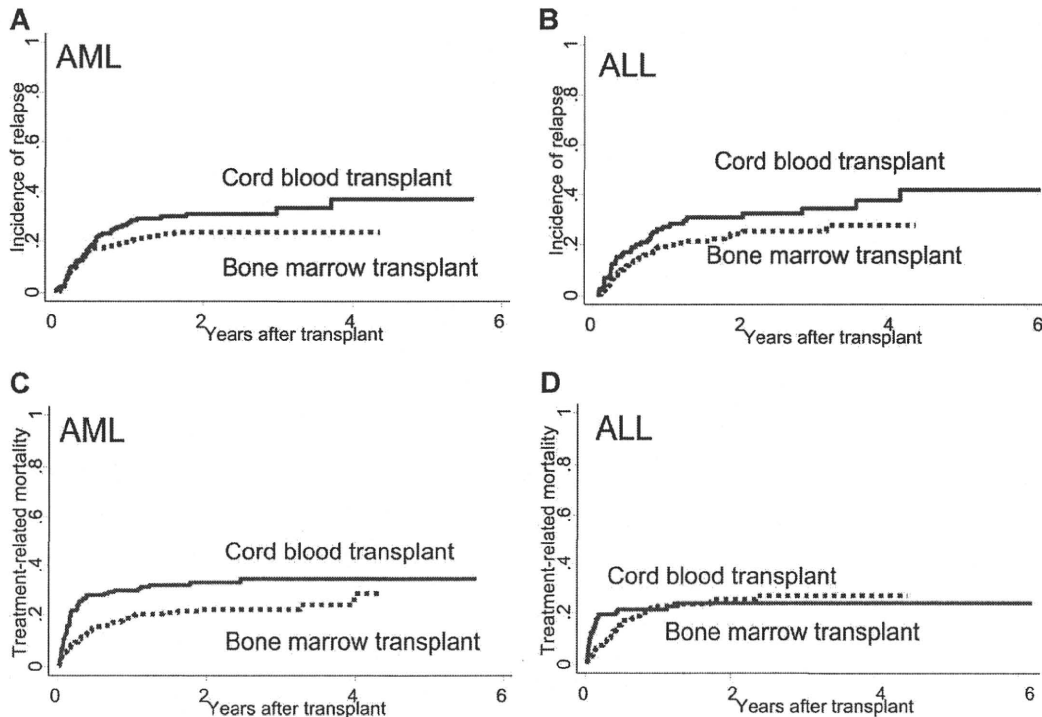 A
AML
Incidence of relapse
1
.8
.6
.4
.2
0
Cord blood transplant
Bone marrow transplant
0 2 4 6
Years after transplant
B
ALL
Incidence of relapse
1
.8
.6
.4
.2
0
Cord blood transplant
Bone marrow transplant
0 2 4 6
Years after transplant
C
AML
Treatment-related mortality
1
.8
.6
.4
.2
0
Cord blood transplant
Bone marrow transplant
0 2 4 6
Years after transplant
D
ALL
Treatment-related mortality
1
.8
.6
.4
.2
0
Cord blood transplant
Bone marrow transplant
0 2 4 6
Years after transplant